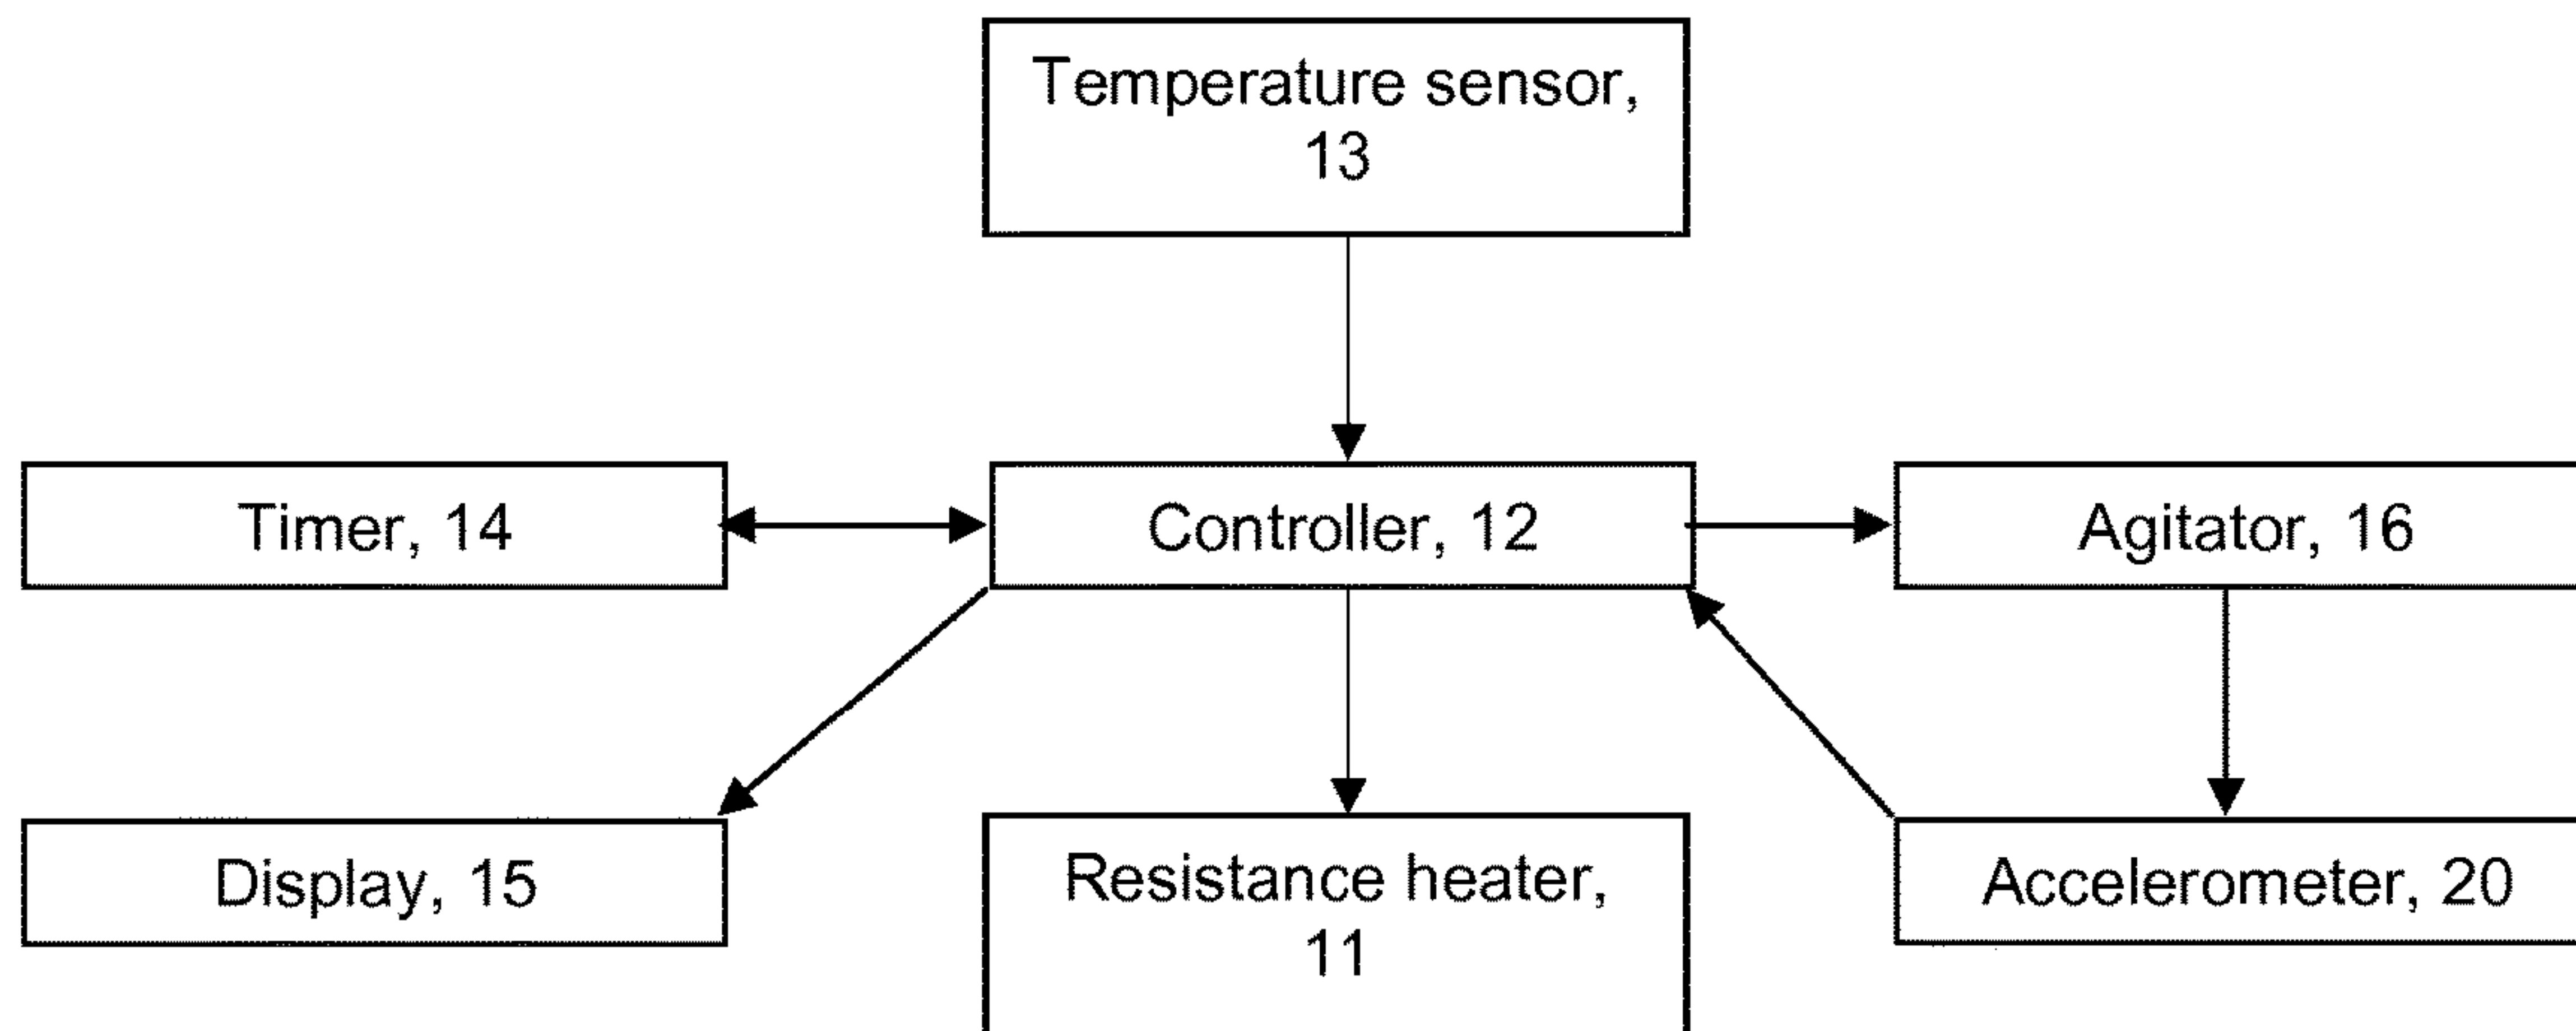 Temperature sensor,
13
Timer, 14
Controller, 12
Agitator, 16
Display, 15
Resistance heater,
11
Accelerometer, 20